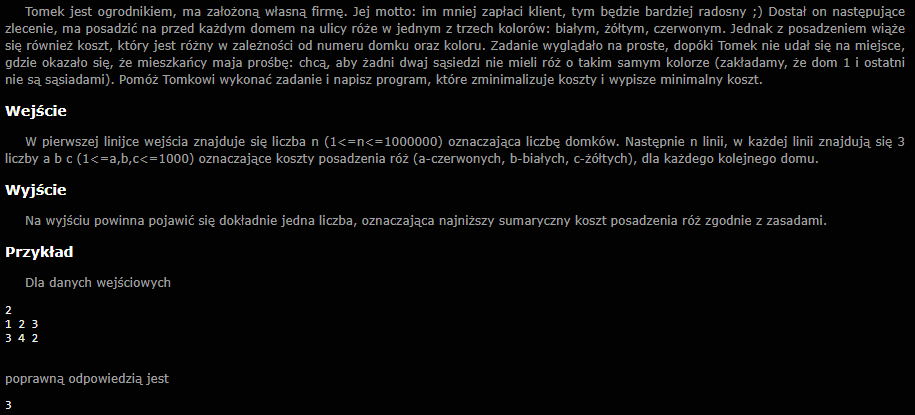 Tomek jest ogrodnikiem, ma założoną własną firmę. Jej motto: im mniej zapłaci klient, tym będzie bardziej radosny ;) Dostał on następujące
zlecenie, ma posadzić na przed każdym domem na ulicy róże w jednym z trzech kolorów: białym, żółtym, czerwonym. Jednak z posadzeniem wiąże
się również koszt, który jest różny w zależności od numeru domku oraz koloru. Zadanie wyglądało na proste, dopóki Tomek nie udał się na miejsce,
gdzie okazało się, że mieszkańcy maja prośbę: chcą, aby żadni dwaj sąsiedzi nie mieli róż o takim samym kolorze (zakładamy, że dom 1 i ostatni
nie są sąsiadami). Pomóż Tomkowi wykonać zadanie i napisz program, które zminimalizuje koszty i wypisze minimalny koszt.
Wejście
W pierwszej linijce wejścia znajduje się liczba n (1<=n<=1000000) oznaczająca liczbę domków. Następnie n linii, w każdej linii znajdują się 3
liczby a b c (1<=a,b,c<=1000) oznaczające koszty posadzenia róż (a-czerwonych, b-białych, c-żółtych), dla każdego kolejnego domu.
Wyjście
Na wyjściu powinna pojawić się dokładnie jedna liczba, oznaczająca najniższy sumaryczny koszt posadzenia róż zgodnie z zasadami.
Przykład
Dla danych wejściowych
2
1 2 3
3 4 2
poprawną odpowiedzią jest
3